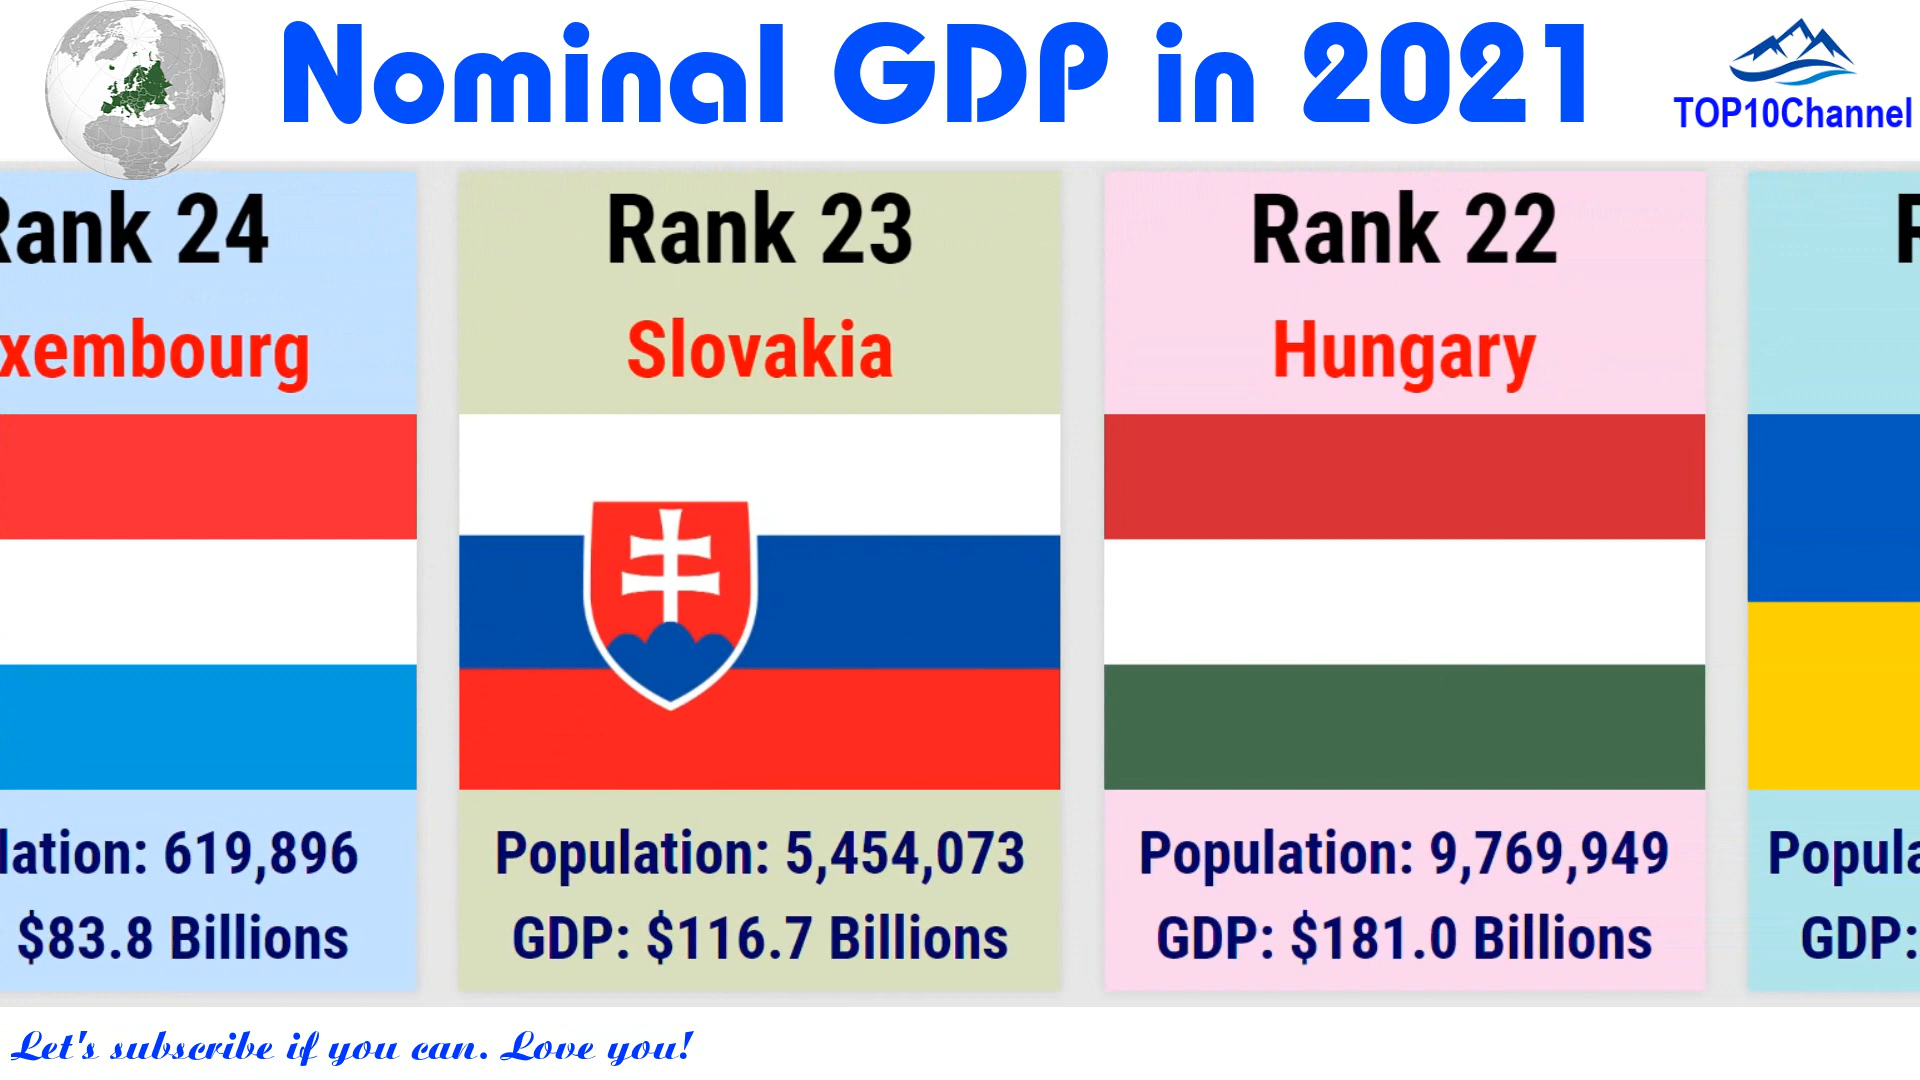 Nominal GDP in 2021
TOP10Channel
Rank 24
xembourg
lation: 619,896
$83.8 Billions
Rank 23
Slovakia
Population: 5,454,073
GDP: $116.7 Billions
Rank 22
Hungary
Population: 9,769,949
GDP: $181.0 Billions
R
Popula
GDP:
Let's subscribe if you can. Love you!